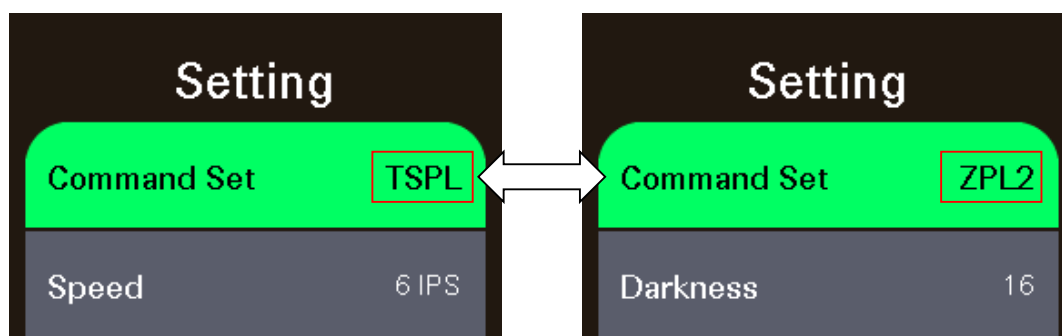 Setting
Command Set TSPL
Speed 6 IPS
Setting
Command Set ZPL2
Darkness 16